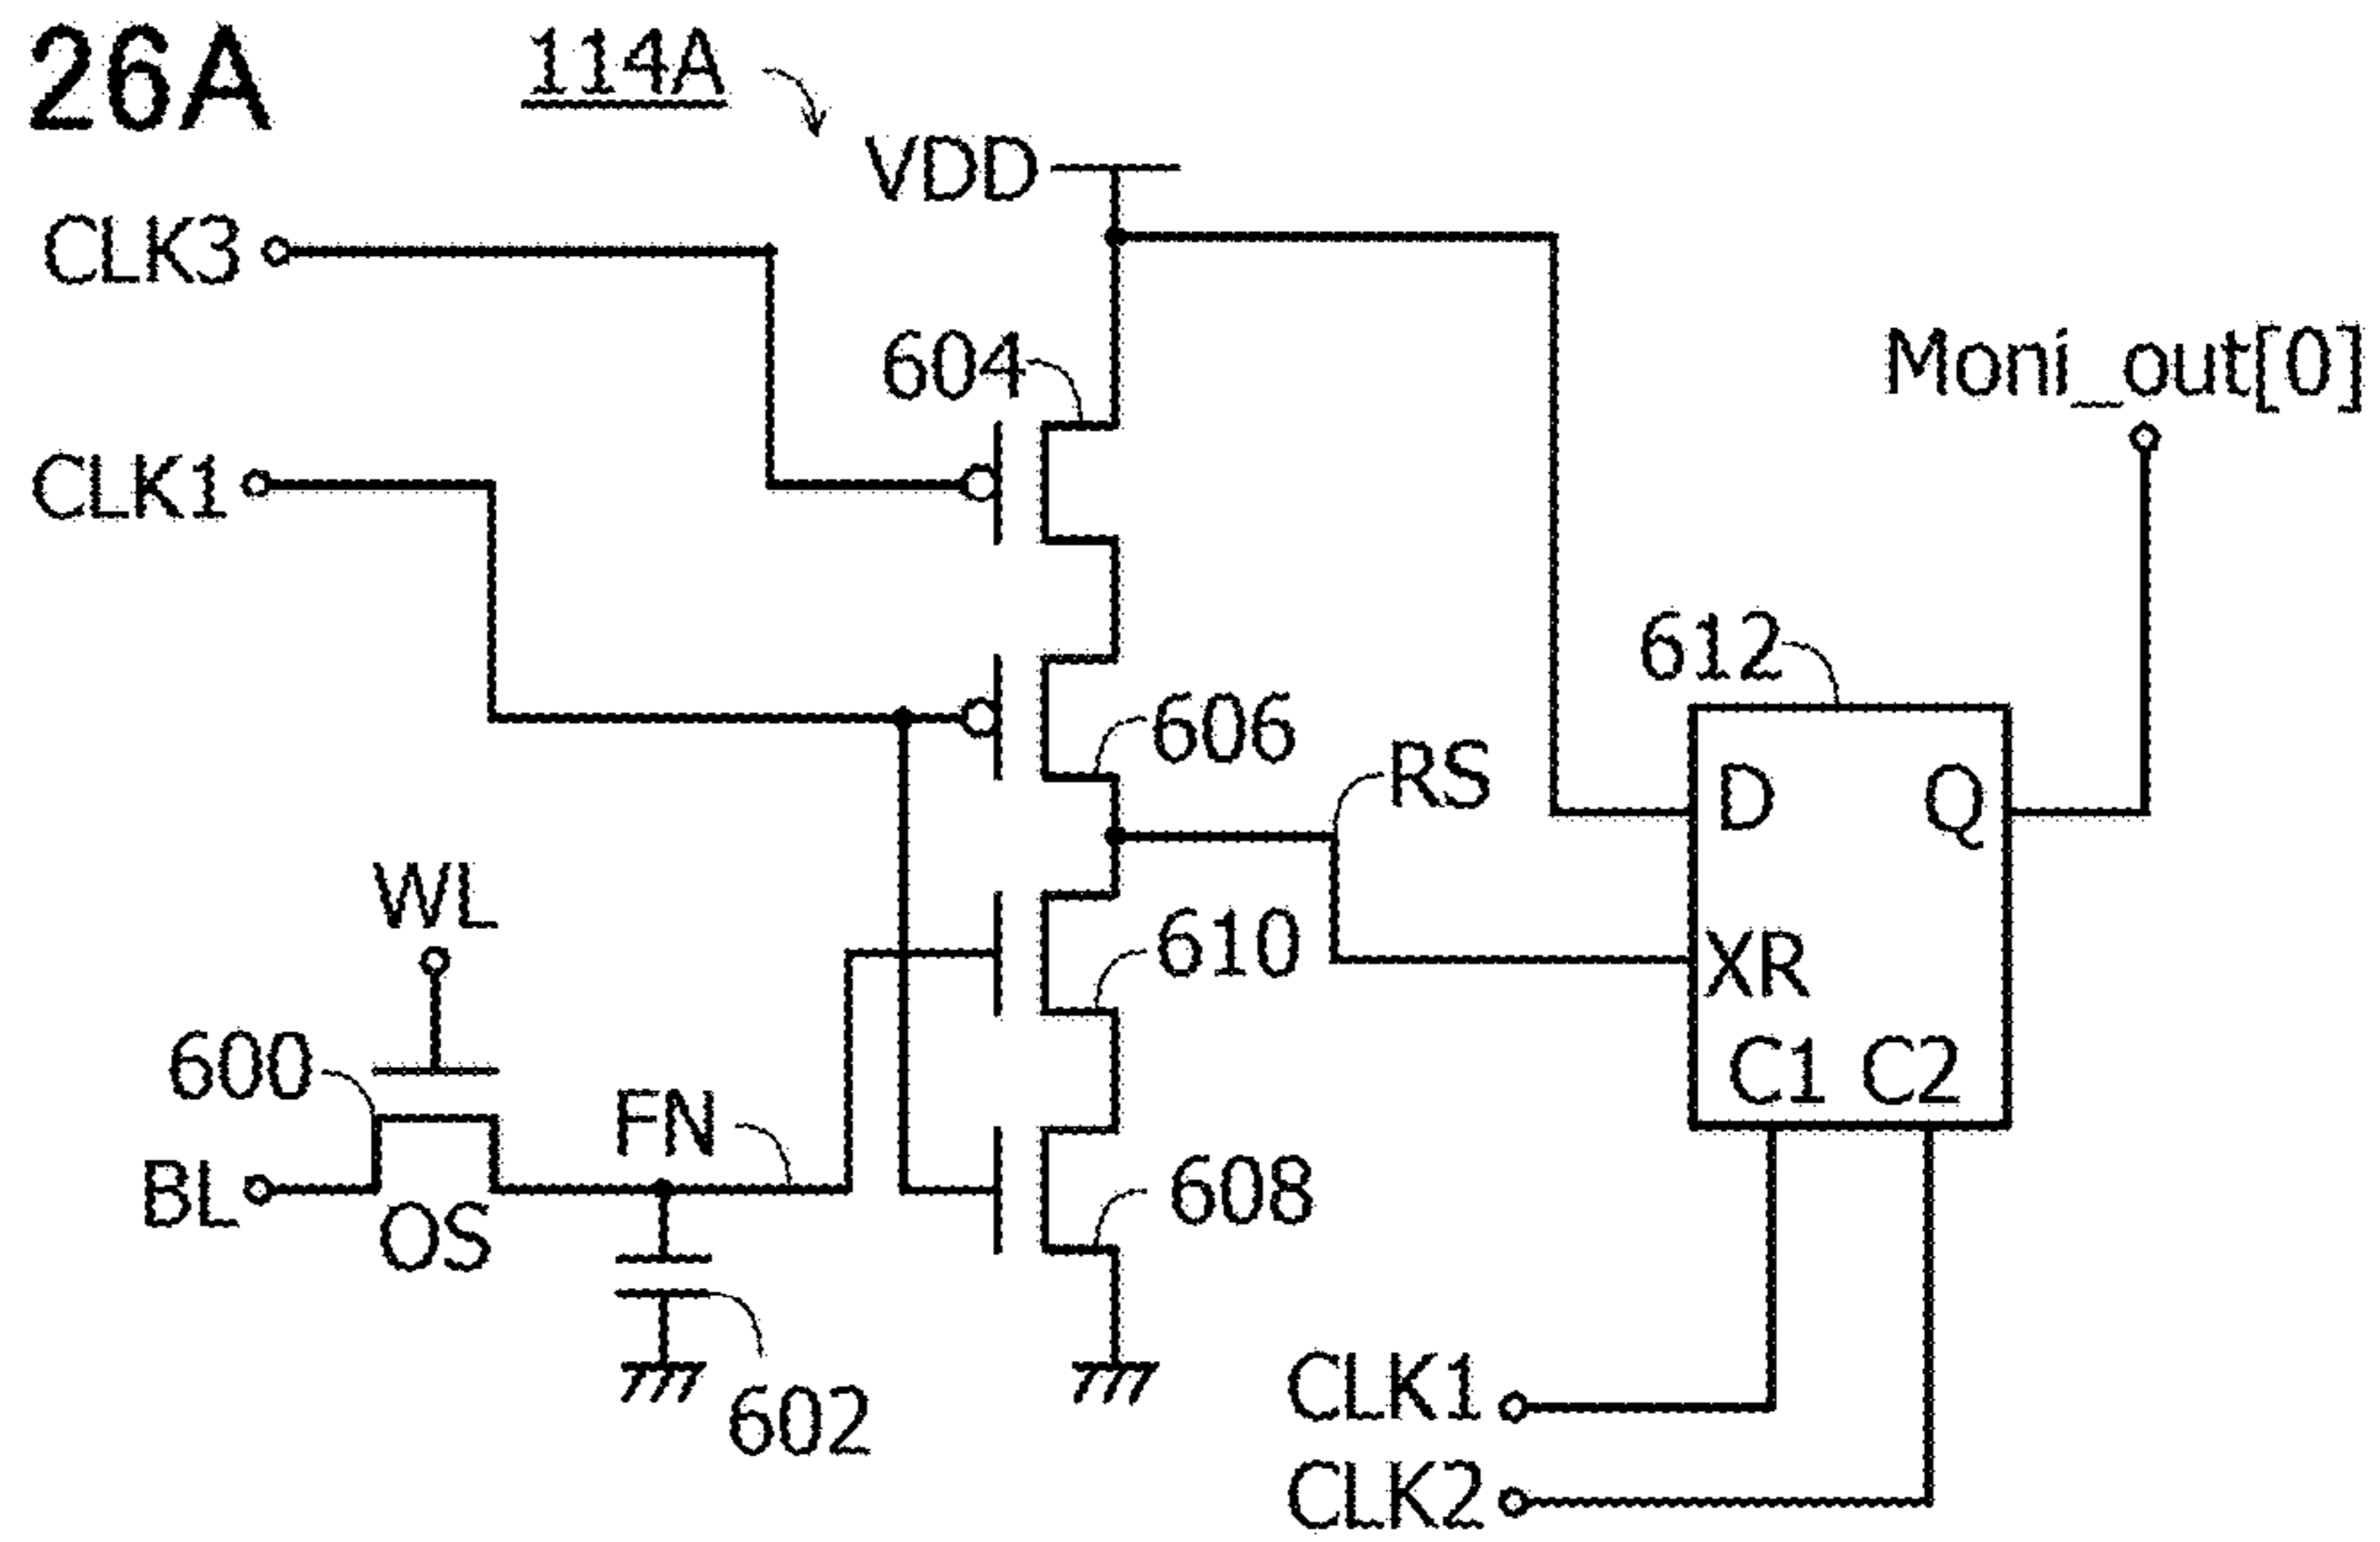 26A
114A
VDD
CLK3
604
Moni_out[0]
CLK1
612
606
RS
D Q
WL
610
XR
600
C1 C2
FN
BL
608
OS
CLK1
602
CLK2